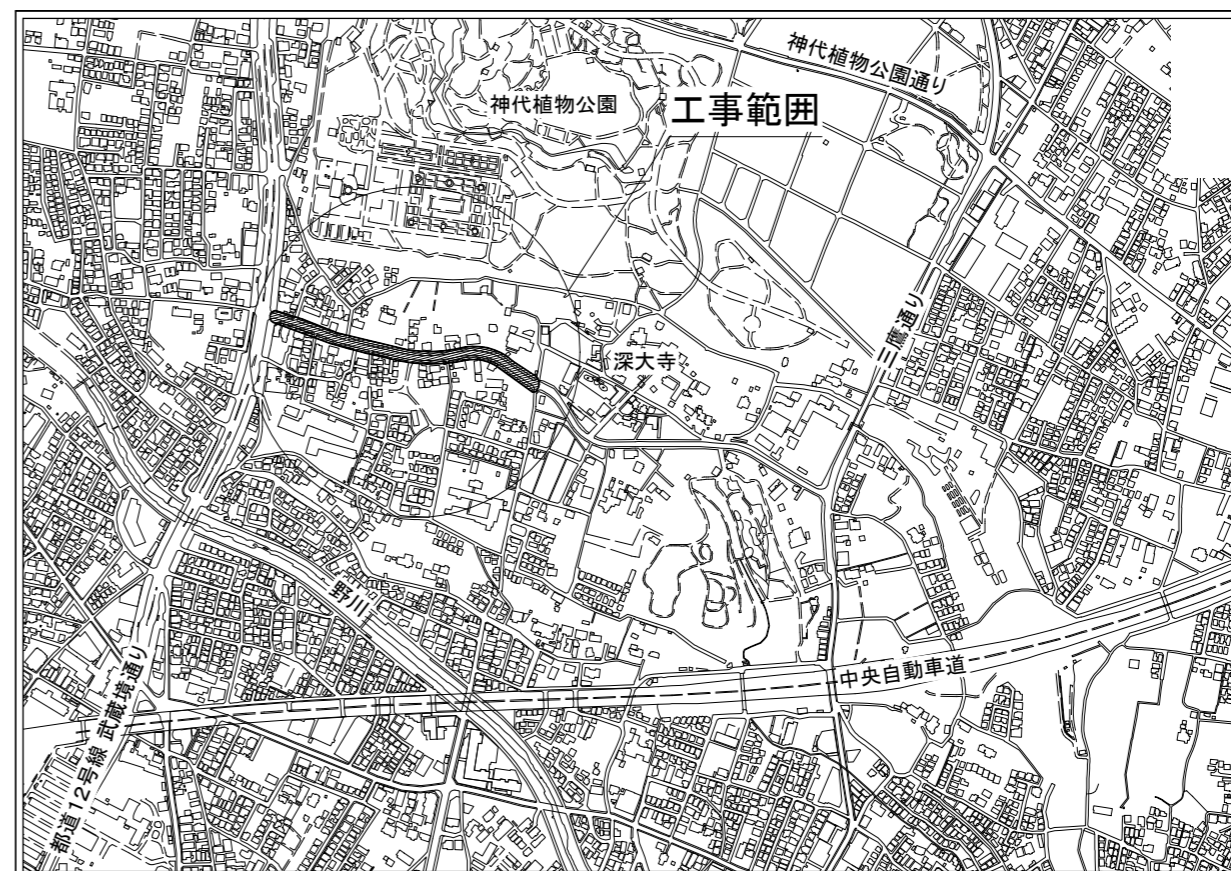 神代植物公園通り
神代植物公園
工事範囲
三鷹通り
深大寺
野川
中央自動車道
都道12号線 武蔵境通り